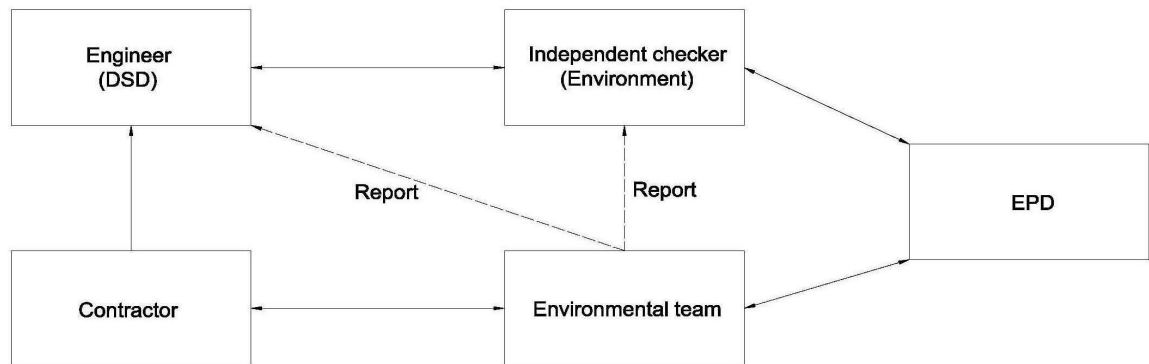 Engineer
(DSD)
Independent checker
(Environment)
Report
Report
EPD
Contractor
Environmental team